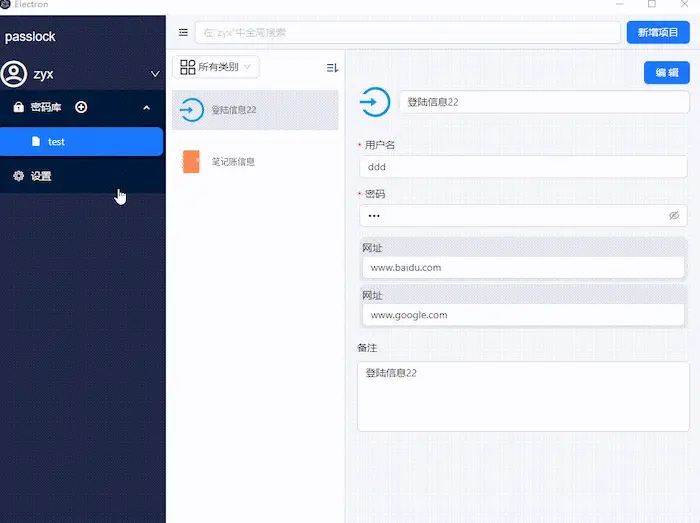 Electron
passlock
zyx
密码库
test
设置
在"zyx"中全局搜索
新增项目
所有类别
登陆信息22
笔记账信息
编 辑
登陆信息22
* 用户名
ddd
* 密码
•••
网址
www.baidu.com
网址
www.google.com
备注
登陆信息22